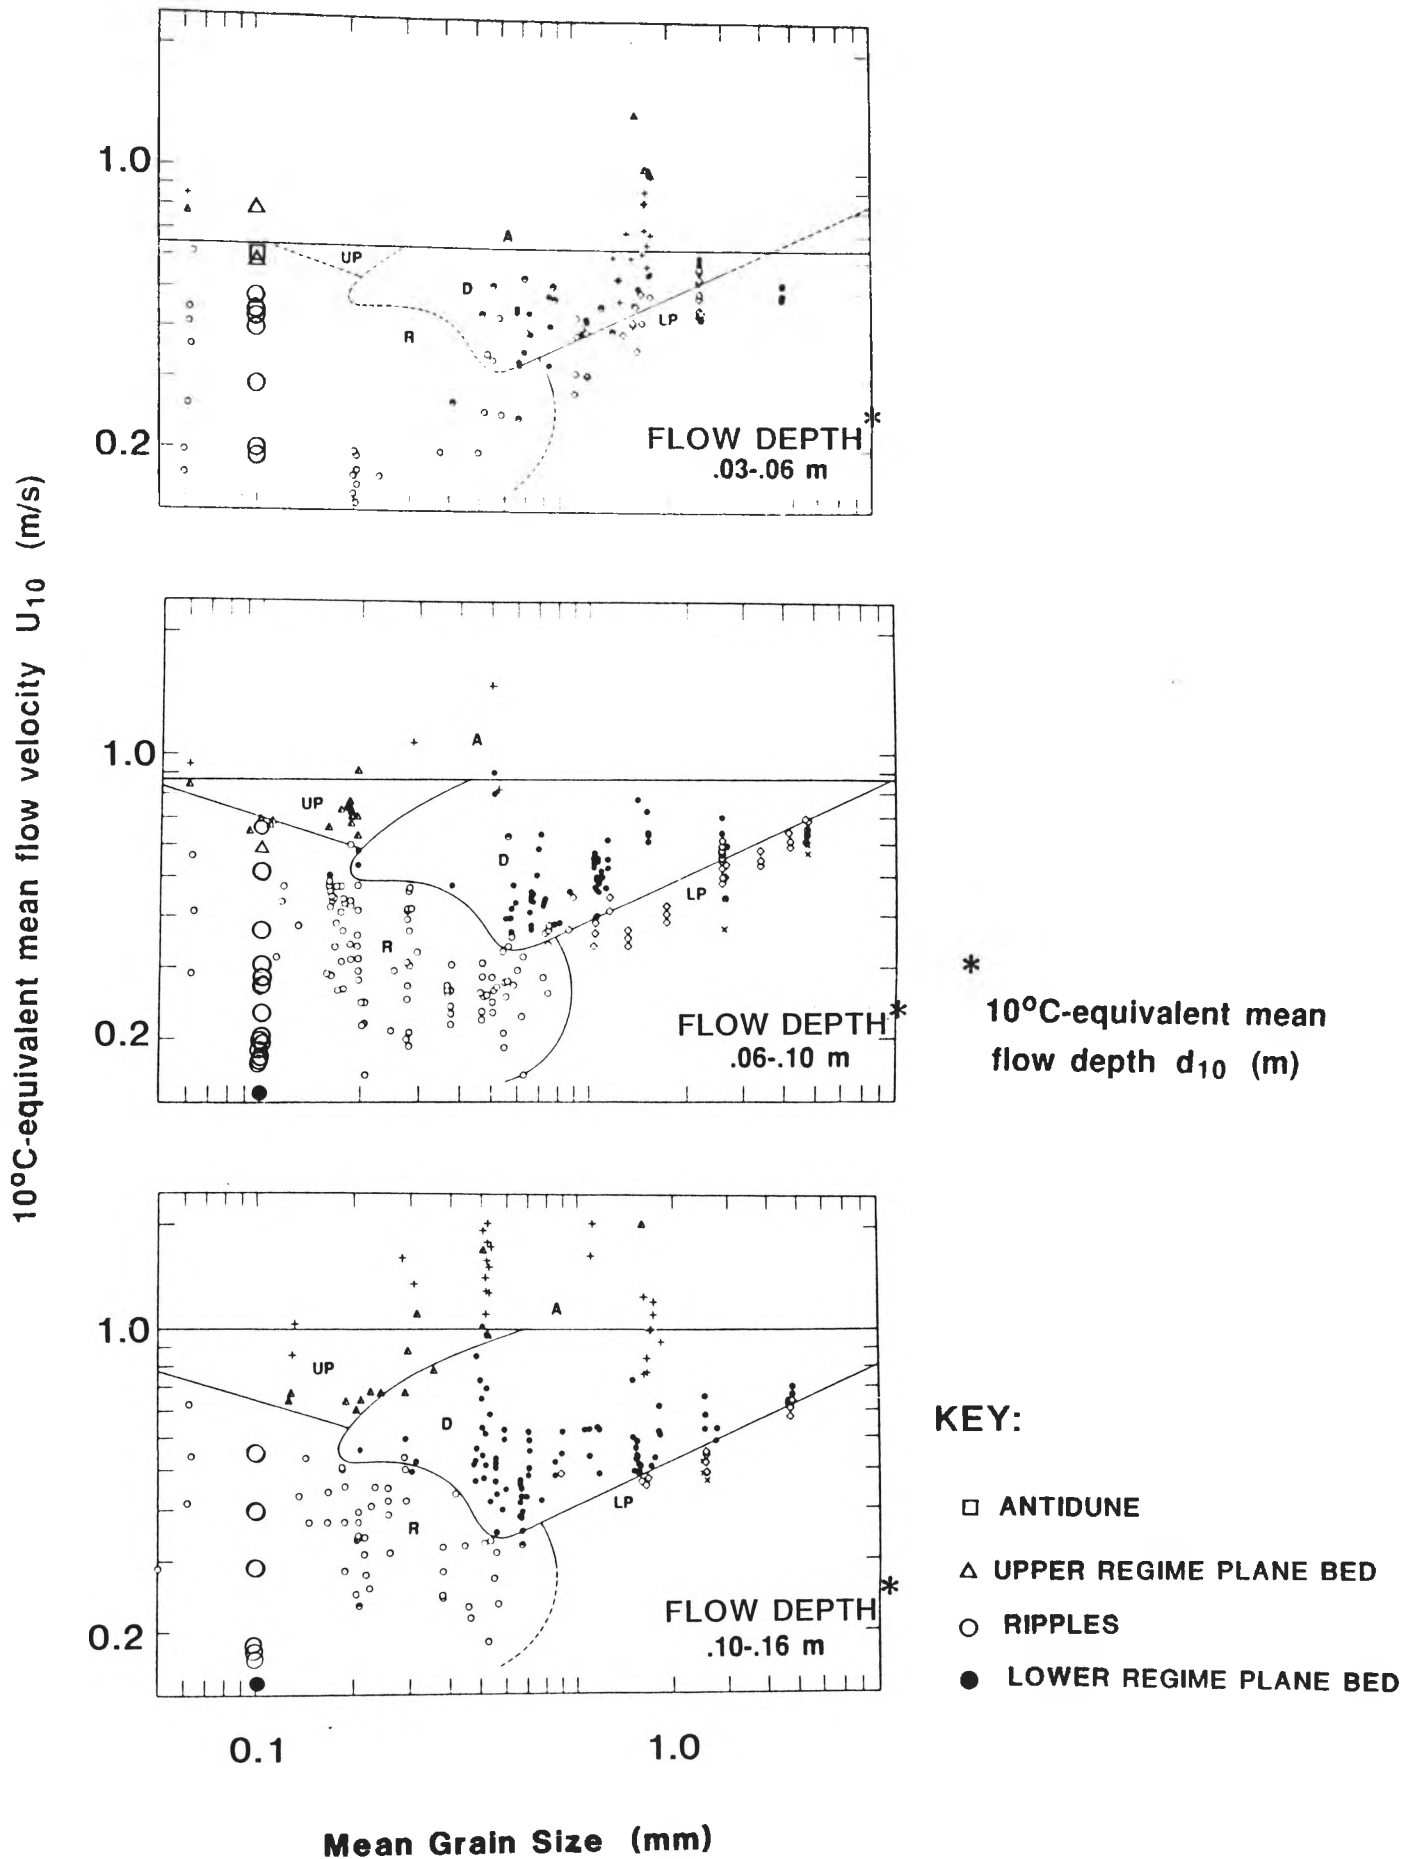 10°C-equivalent mean flow velocity U10 (m/s)
1.0
0.2
A
UP
D
R
LP
FLOW DEPTH *
.03-.06 m
1.0
0.2
A
UP
D
R
LP
FLOW DEPTH *
.06-.10 m
*
10°C-equivalent mean
flow depth d10 (m)
1.0
0.2
A
UP
D
R
LP
FLOW DEPTH *
.10-.16 m
0.1
1.0
Mean Grain Size (mm)
KEY:
ANTIDUNE
UPPER REGIME PLANE BED
RIPPLES
LOWER REGIME PLANE BED